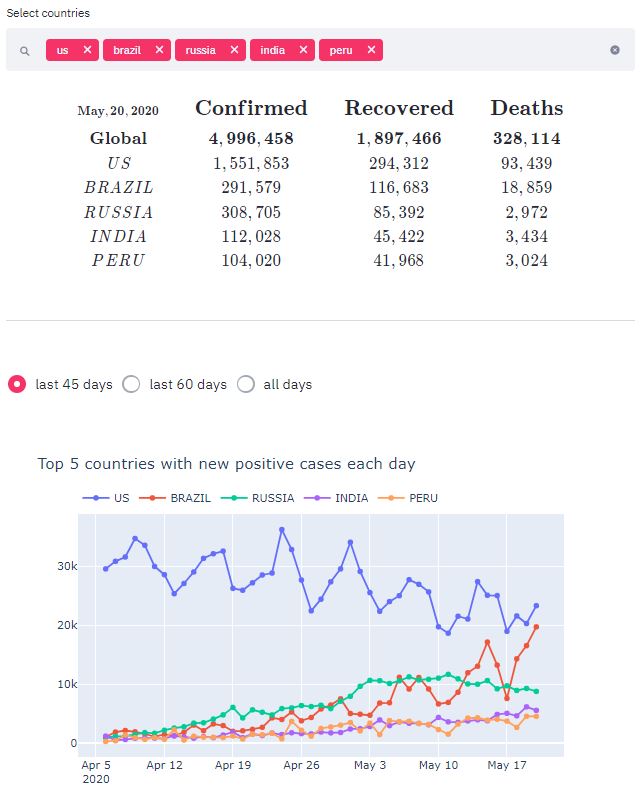 Select countries
us × brazil × russia × india × peru ×
May, 20, 2020 Confirmed Recovered Deaths
Global 4,996,458 1,897,466 328,114
US 1,551,853 294,312 93,439
BRAZIL 291,579 116,683 18,859
RUSSIA 308,705 85,392 2,972
INDIA 112,028 45,422 3,434
PERU 104,020 41,968 3,024
last 45 days last 60 days all days
Top 5 countries with new positive cases each day
US BRAZIL RUSSIA INDIA PERU
30k
20k
10k
0
Apr 5 Apr 12 Apr 19 Apr 26 May 3 May 10 May 17
2020